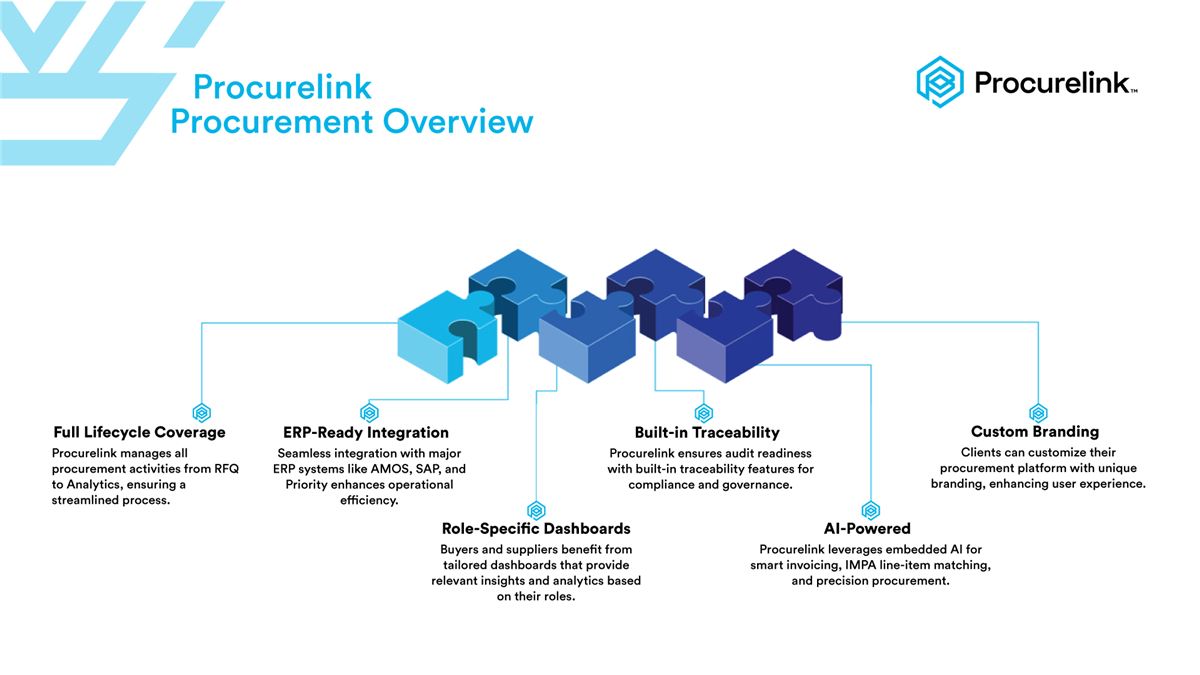 Procurelink
Procurement Overview
Procurelink™
Full Lifecycle Coverage
Procurelink manages all
procurement activities from RFQ
to Analytics, ensuring a
streamlined process.
ERP-Ready Integration
Seamless integration with major
ERP systems like AMOS, SAP, and
Priority enhances operational
efficiency.
Role-Specific Dashboards
Buyers and suppliers benefit from
tailored dashboards that provide
relevant insights and analytics based
on their roles.
Built-in Traceability
Procurelink ensures audit readiness
with built-in traceability features for
compliance and governance.
AI-Powered
Procurelink leverages embedded AI for
smart invoicing, IMPA line-item matching,
and precision procurement.
Custom Branding
Clients can customize their
procurement platform with unique
branding, enhancing user experience.